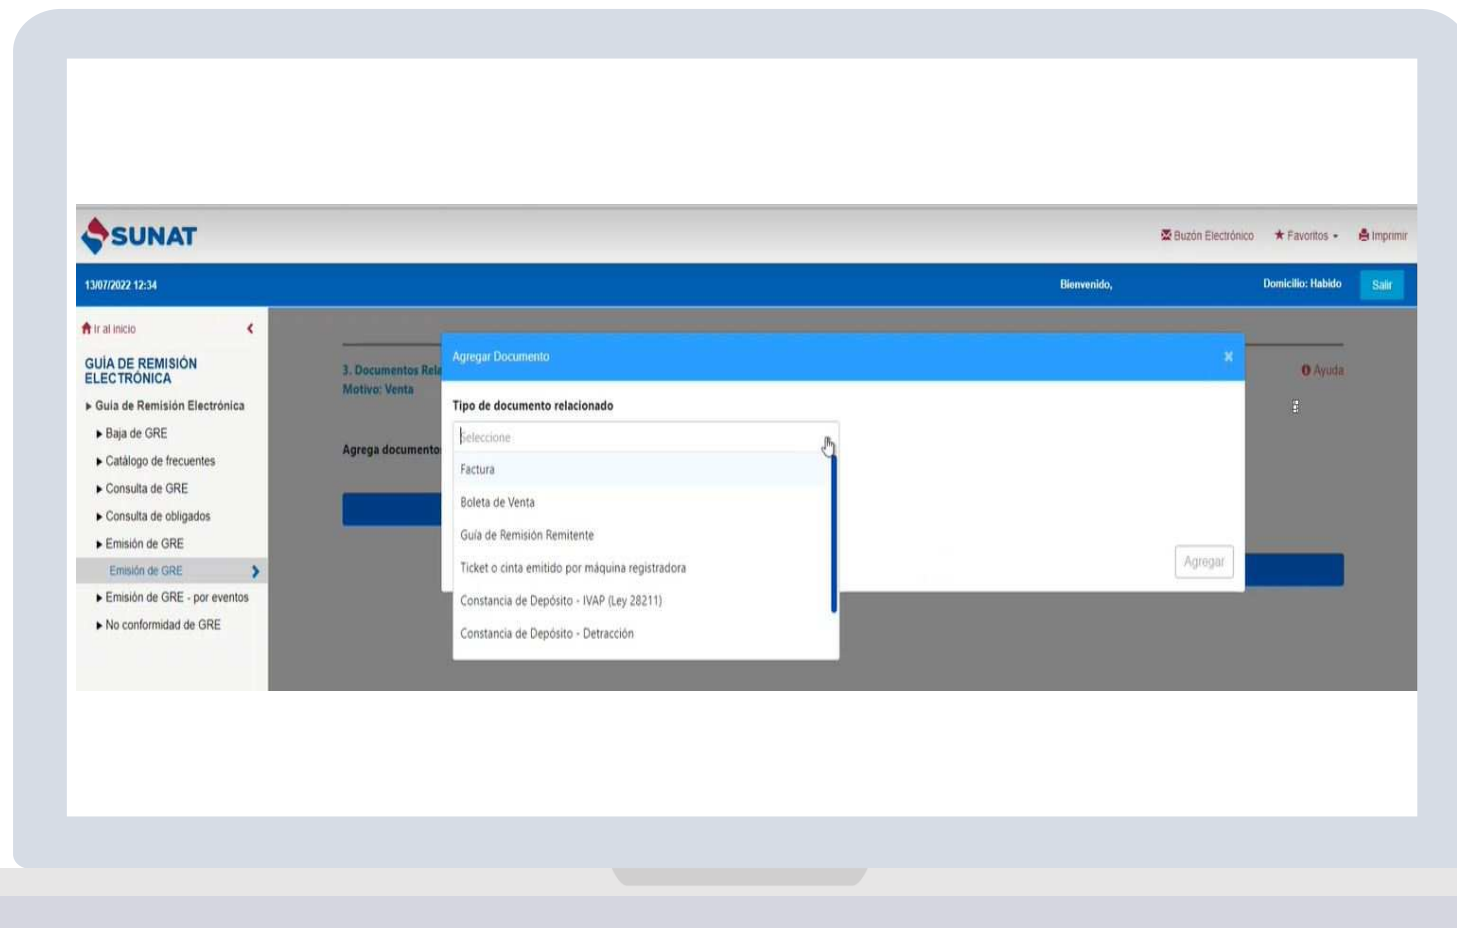 SUNAT
Buzón Electrónico
Favoritos
Imprimir
13/07/2022 12:34
Bienvenido,
Domicilio: Habido
Salir
Ir al inicio
GUÍA DE REMISIÓN
ELECTRÓNICA
Guía de Remisión Electrónica
Baja de GRE
Catálogo de frecuentes
Consulta de GRE
Consulta de obligados
Emisión de GRE
Emisión de GRE
Emisión de GRE - por eventos
No conformidad de GRE
3. Documentos Rela
Motivo: Venta
Ayuda
Agrega documento
Agregar Documento
Tipo de documento relacionado
Seleccione
Factura
Boleta de Venta
Guía de Remisión Remitente
Ticket o cinta emitido por máquina registradora
Constancia de Depósito - IVAP (Ley 28211)
Constancia de Depósito - Detracción
Agregar